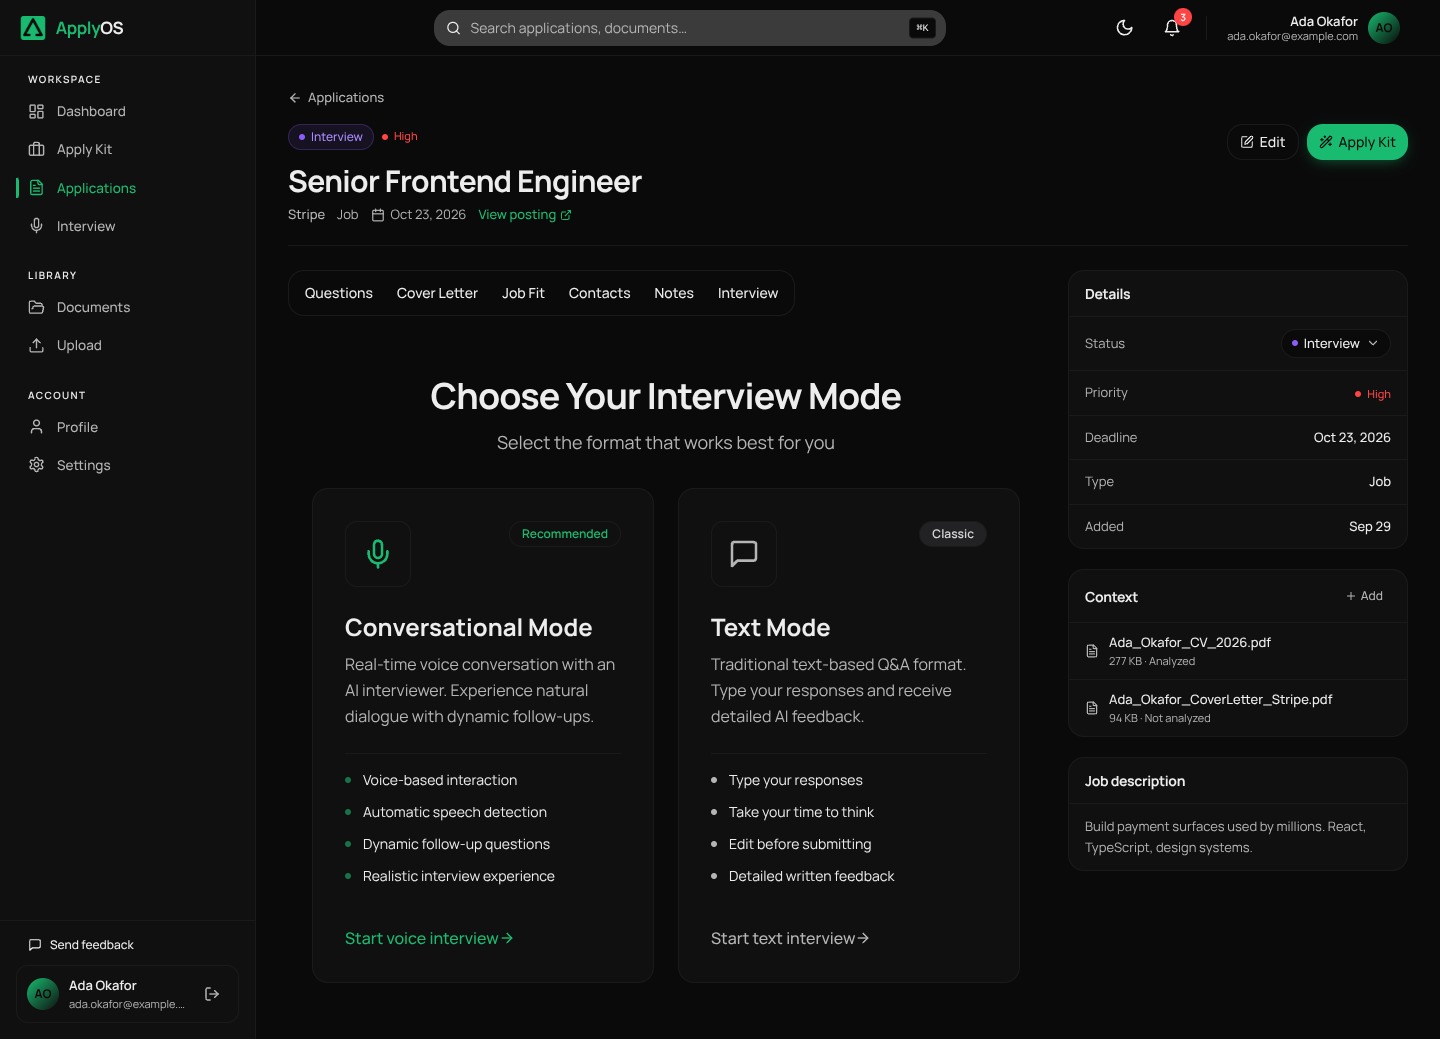 ApplyOS
Search applications, documents...
⌘K
3
Ada Okafor
ada.okafor@example.com
AO
WORKSPACE
Dashboard
Apply Kit
Applications
Interview
LIBRARY
Documents
Upload
ACCOUNT
Profile
Settings
Send feedback
AO
Ada Okafor
ada.okafor@example....
Applications
Interview
High
Edit
Apply Kit
Senior Frontend Engineer
Stripe Job Oct 23, 2026 View posting
Questions Cover Letter Job Fit Contacts Notes Interview
Choose Your Interview Mode
Select the format that works best for you
Recommended
Conversational Mode
Real-time voice conversation with an
AI interviewer. Experience natural
dialogue with dynamic follow-ups.
Voice-based interaction
Automatic speech detection
Dynamic follow-up questions
Realistic interview experience
Start voice interview
Classic
Text Mode
Traditional text-based Q&A format.
Type your responses and receive
detailed AI feedback.
Type your responses
Take your time to think
Edit before submitting
Detailed written feedback
Start text interview
Details
Status Interview
Priority High
Deadline Oct 23, 2026
Type Job
Added Sep 29
Context
Add
Ada_Okafor_CV_2026.pdf
277 KB · Analyzed
Ada_Okafor_CoverLetter_Stripe.pdf
94 KB · Not analyzed
Job description
Build payment surfaces used by millions. React,
TypeScript, design systems.